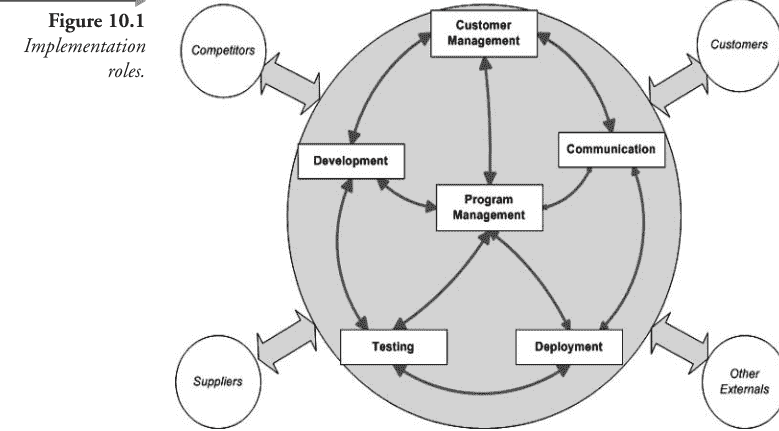 Figure 10.1
Implementation
roles.
Competitors
Customer
Management
Customers
Development
Communication
Program
Management
Testing
Deployment
Suppliers
Other
Externals